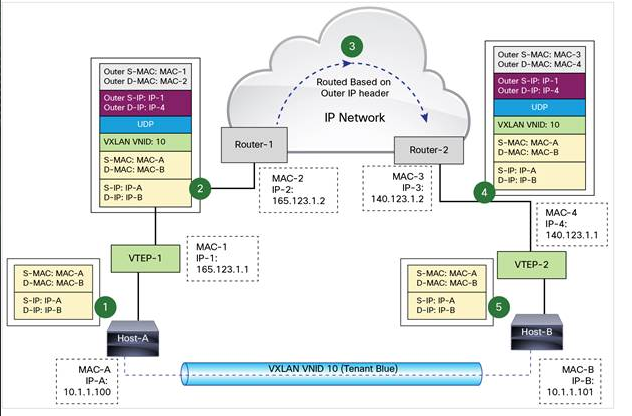 Outer S-MAC: MAC-1
Outer D-MAC: MAC-2
Outer S-IP: IP-1
Outer D-IP: IP-4
UDP
VXLAN VNID: 10
S-MAC: MAC-A
D-MAC: MAC-B
S-IP: IP-A
D-IP: IP-B
2
3
Routed Based on
Outer IP header
IP Network
Router-1
Router-2
MAC-2
IP-2:
165.123.1.2
MAC-3
IP-3:
140.123.1.2
Outer S-MAC: MAC-3
Outer D-MAC: MAC-4
Outer S-IP: IP-1
Outer D-IP: IP-4
UDP
VXLAN VNID: 10
S-MAC: MAC-A
D-MAC: MAC-B
S-IP: IP-A
D-IP: IP-B
4
MAC-4
IP-4:
140.123.1.1
VTEP-1
MAC-1
IP-1:
165.123.1.1
VTEP-2
S-MAC: MAC-A
D-MAC: MAC-B
S-IP: IP-A
D-IP: IP-B
1
Host-A
S-MAC: MAC-A
D-MAC: MAC-B
S-IP: IP-A
D-IP: IP-B
5
Host-B
MAC-A
IP-A:
10.1.1.100
VXLAN VNID 10 (Tenant Blue)
MAC-B
IP-B:
10.1.1.101